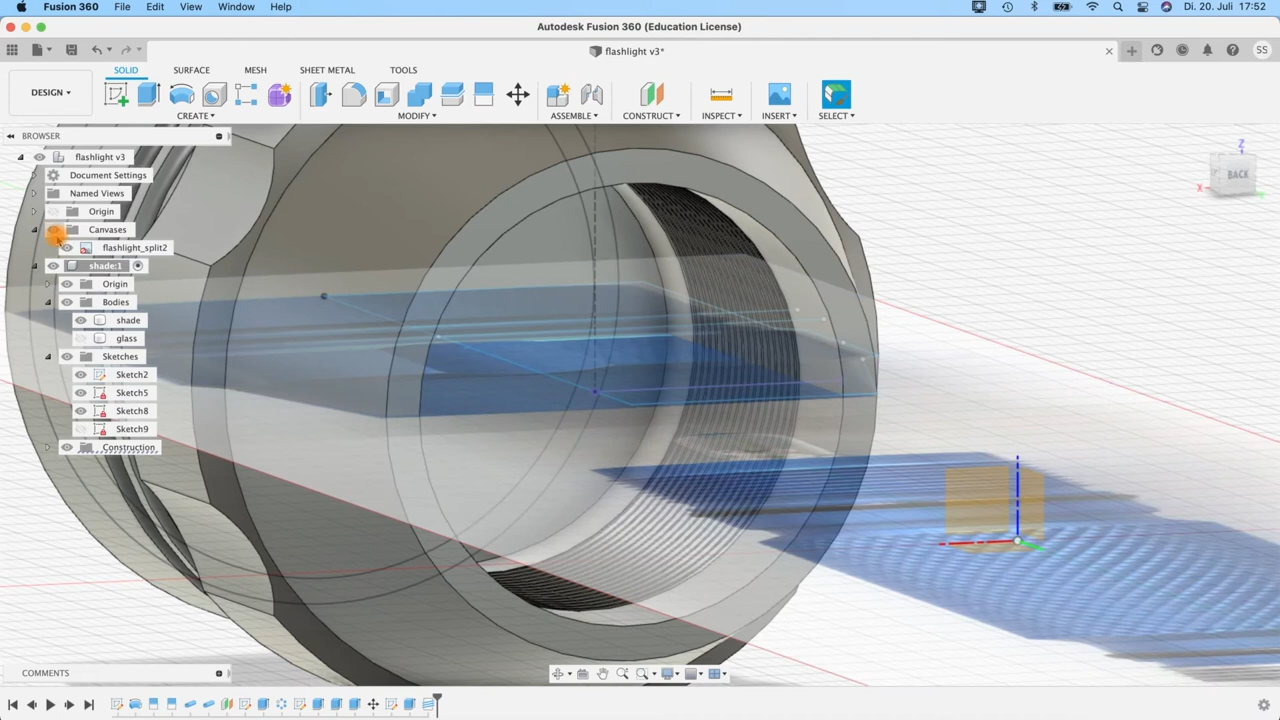 Fusion 360 File Edit View Window Help Di. 20. Juli 17:52
Autodesk Fusion 360 (Education License)
flashlight v3*
SS
SOLID SURFACE MESH SHEET METAL TOOLS
DESIGN
CREATE MODIFY ASSEMBLE CONSTRUCT INSPECT INSERT SELECT
BROWSER
flashlight v3
Document Settings
Named Views
Origin
Canvases
flashlight_split2
shade:1
Origin
Bodies
shade
glass
Sketches
Sketch2
Sketch5
Sketch8
Sketch9
Construction
Z
X
BACK
COMMENTS